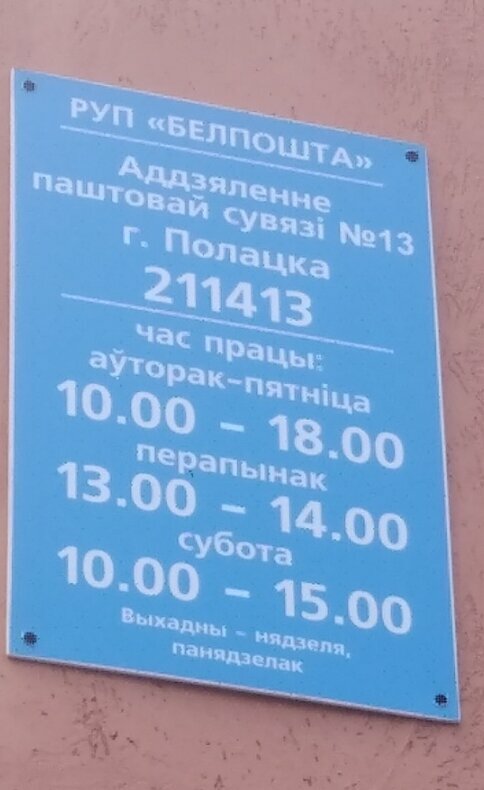 РУП «БЕЛПОШТА»
Аддзяленне
паштовай сувязі №13
г. Полацка
211413
час працы:
аўторак-пятніца
10.00 - 18.00
перапынак
13.00 - 14.00
субота
10.00 - 15.00
Выхадны - нядзеля,
панядзелак